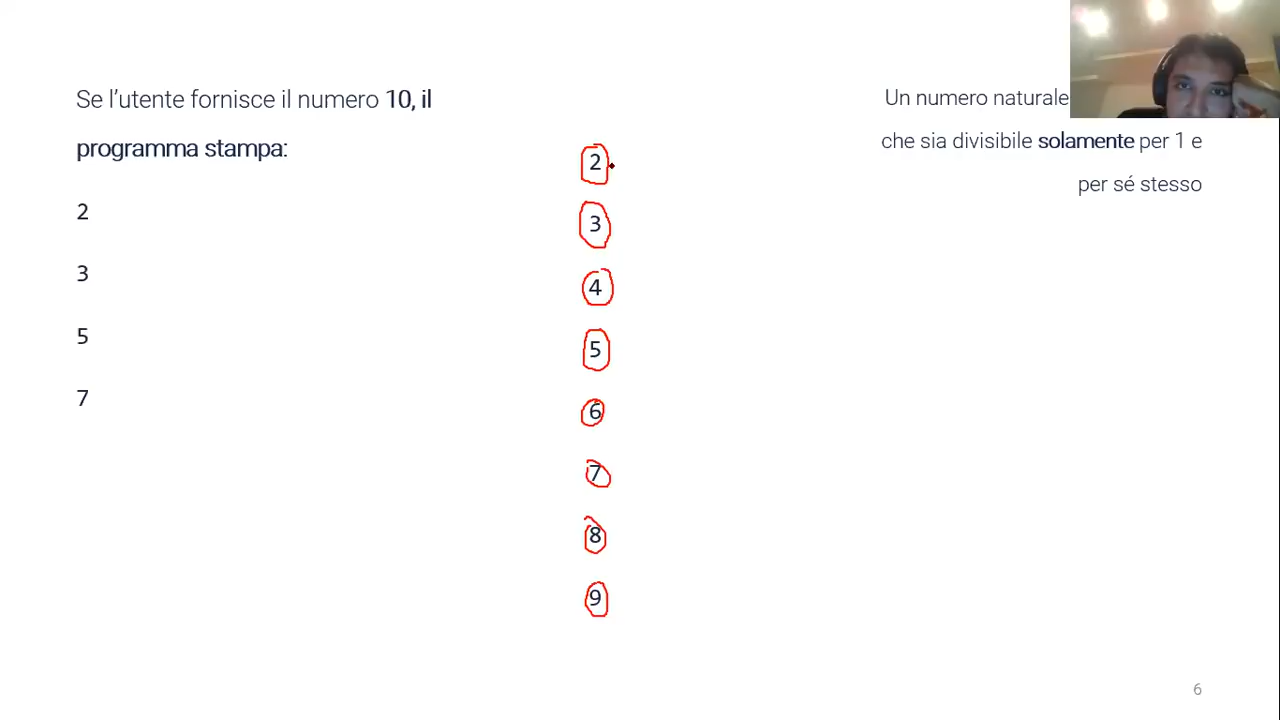 Se l’utente fornisce il numero 10, il
programma stampa:
2
3
5
7
2
3
4
5
6
7
8
9
Un numero naturale
che sia divisibile solamente per 1 e
per sé stesso
6